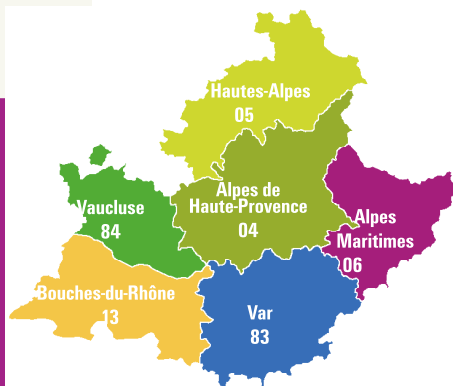 Hautes-Alpes
05
Alpes de
Haute-Provence
04
Vaucluse
84
Alpes
Maritimes
06
Bouches-du-Rhône
13
Var
83